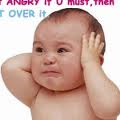 ANGRY if U must,then
T OVER it.